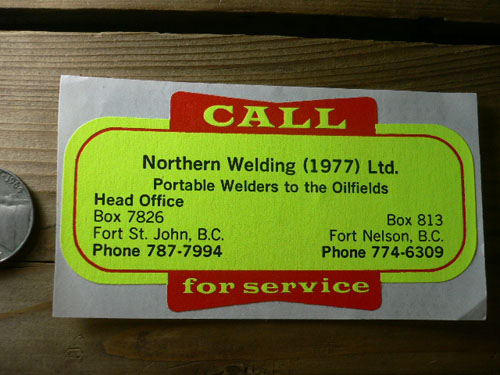 CALL
Northern Welding (1977) Ltd.
Portable Welders to the Oilfields
Head Office
Box 7826
Fort St. John, B.C.
Phone 787-7994
Box 813
Fort Nelson, B.C.
Phone 774-6309
for service